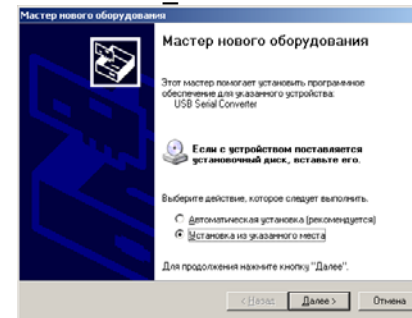 Мастер нового оборудования
Мастер нового оборудования
Этот мастер помогает установить программное
обеспечение для указанного устройства:
USB Serial Converter
Если с устройством поставляется
установочный диск, вставьте его.
Выберите действие, которое следует выполнить.
Автоматическая установка (рекомендуется)
Установка из указанного места
Для продолжения нажмите кнопку "Далее".
< Назад Далее > Отмена